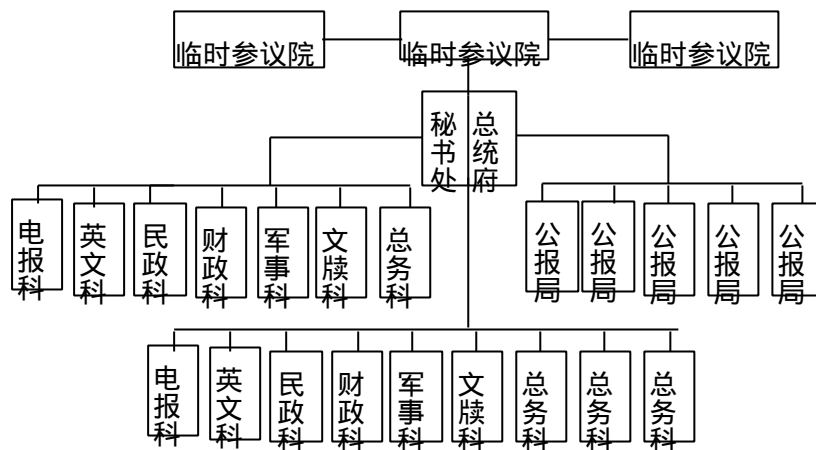 临时参议院
临时参议院
临时参议院
秘书处
总统府
电报科
英文科
民政科
财政科
军事科
文牍科
总务科
公报局
公报局
公报局
公报局
公报局
电报科
英文科
民政科
财政科
军事科
文牍科
总务科
总务科
总务科